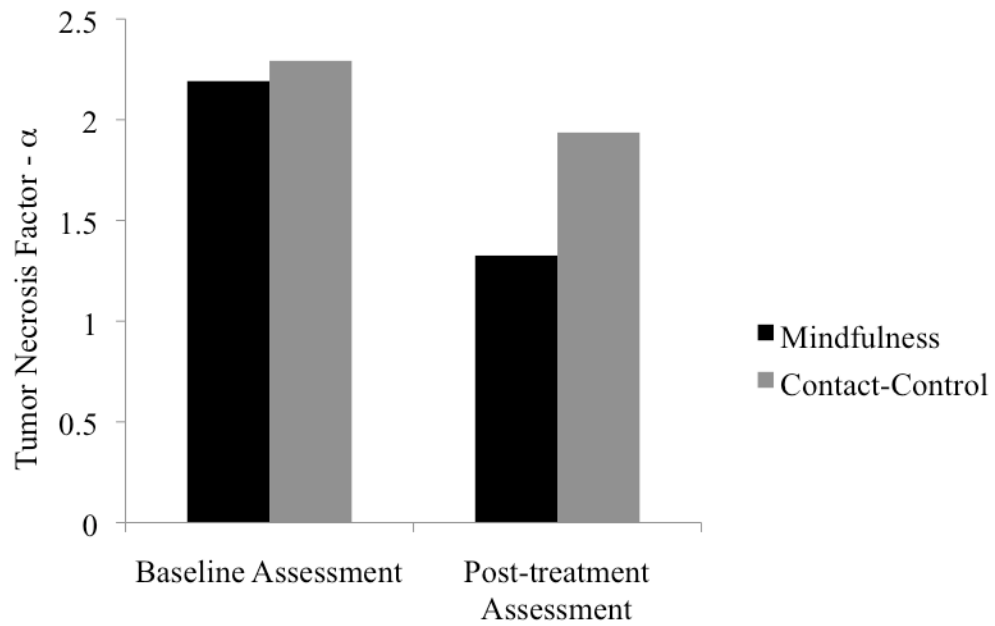 Tumor Necrosis Factor - α
2.5
2
1.5
1
0.5
0
Baseline Assessment
Post-treatment
Assessment
Mindfulness
Contact-Control